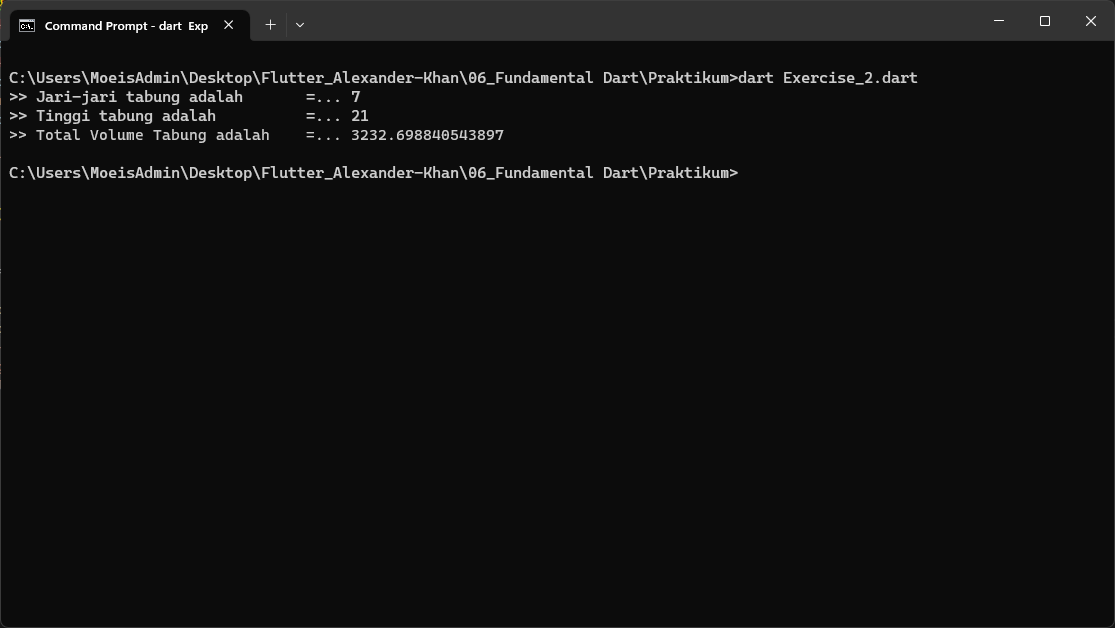 Command Prompt - dart Exp
C:\Users\MoeisAdmin\Desktop\Flutter_Alexander-Khan\06_Fundamental Dart\Praktikum>dart Exercise_2.dart
>> Jari-jari tabung adalah       =... 7
>> Tinggi tabung adalah          =... 21
>> Total Volume Tabung adalah    =... 3232.698840543897
C:\Users\MoeisAdmin\Desktop\Flutter_Alexander-Khan\06_Fundamental Dart\Praktikum>